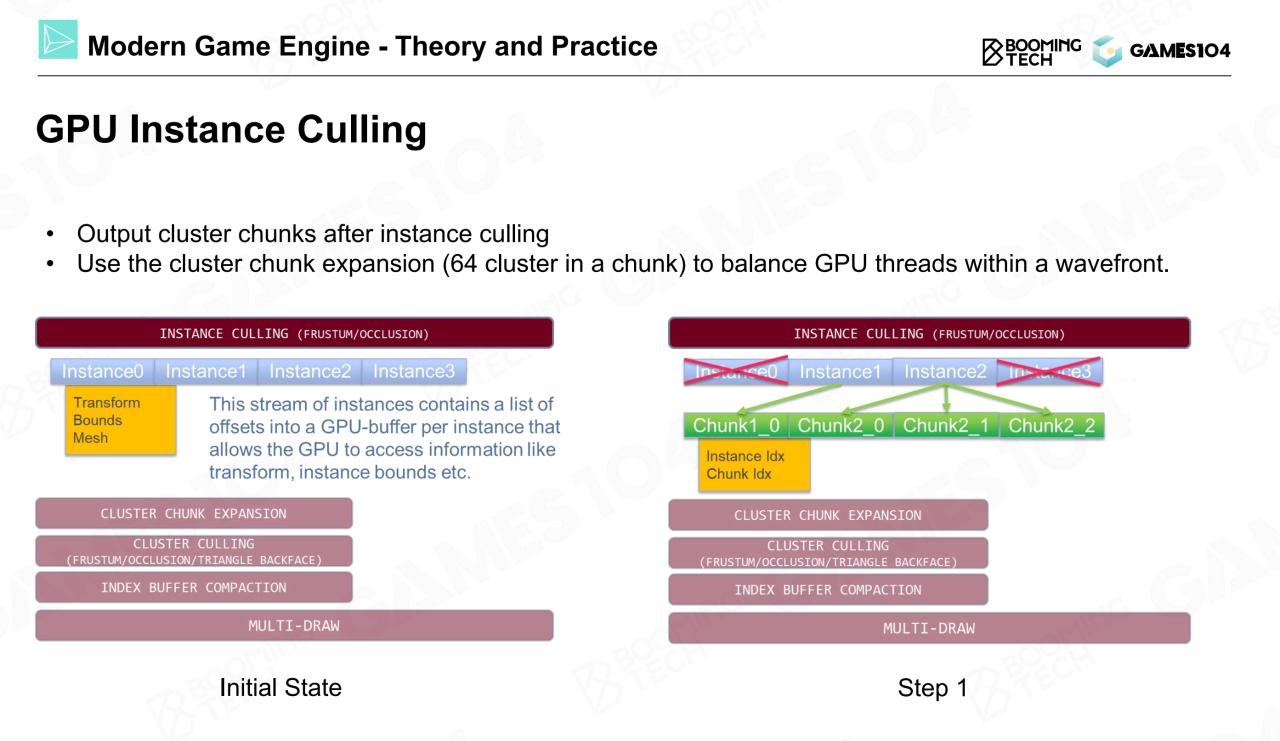 Modern Game Engine - Theory and Practice
BOOMING
TECH
GAMES104
GPU Instance Culling
• Output cluster chunks after instance culling
• Use the cluster chunk expansion (64 cluster in a chunk) to balance GPU threads within a wavefront.
INSTANCE CULLING (FRUSTUM/OCCLUSION)
Instance0 Instance1 Instance2 Instance3
Transform
Bounds
Mesh
This stream of instances contains a list of
offsets into a GPU-buffer per instance that
allows the GPU to access information like
transform, instance bounds etc.
CLUSTER CHUNK EXPANSION
CLUSTER CULLING
(FRUSTUM/OCCLUSION/TRIANGLE BACKFACE)
INDEX BUFFER COMPACTION
MULTI-DRAW
Initial State
INSTANCE CULLING (FRUSTUM/OCCLUSION)
Instance0 Instance1 Instance2 Instance3
Chunk1_0 Chunk2_0 Chunk2_1 Chunk2_2
Instance Idx
Chunk Idx
CLUSTER CHUNK EXPANSION
CLUSTER CULLING
(FRUSTUM/OCCLUSION/TRIANGLE BACKFACE)
INDEX BUFFER COMPACTION
MULTI-DRAW
Step 1